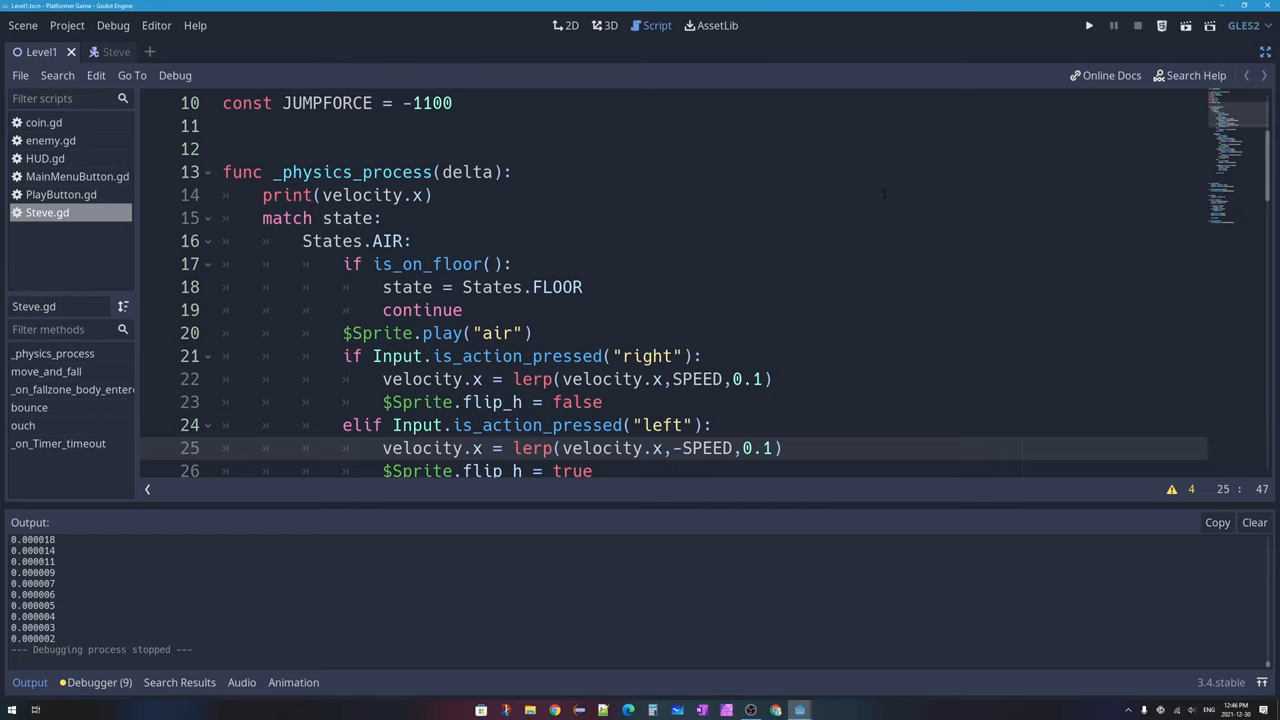 Level1.tscn - Platformer Game - Godot Engine
Scene Project Debug Editor Help
2D 3D Script AssetLib
GLES2
Level1 Steve
File Search Edit Go To Debug
Online Docs Search Help
Filter scripts
coin.gd
enemy.gd
HUD.gd
MainMenuButton.gd
PlayButton.gd
Steve.gd
Steve.gd
Filter methods
_physics_process
move_and_fall
_on_fallzone_body_entere
bounce
ouch
_on_Timer_timeout
10 const JUMPFORCE = -1100
11
12
13 func _physics_process(delta):
14 print(velocity.x)
15 match state:
16 States.AIR:
17 if is_on_floor():
18 state = States.FLOOR
19 continue
20 $Sprite.play("air")
21 if Input.is_action_pressed("right"):
22 velocity.x = lerp(velocity.x,SPEED,0.1)
23 $Sprite.flip_h = false
24 elif Input.is_action_pressed("left"):
25 velocity.x = lerp(velocity.x,-SPEED,0.1)
26 $Sprite.flip_h = true
4 25 : 47
Output:
Copy Clear
0.000018
0.000014
0.000011
0.000009
0.000007
0.000006
0.000005
0.000004
0.000003
0.000002
--- Debugging process stopped ---
Output Debugger (9) Search Results Audio Animation
3.4.stable
12:46 PM
2021-12-30